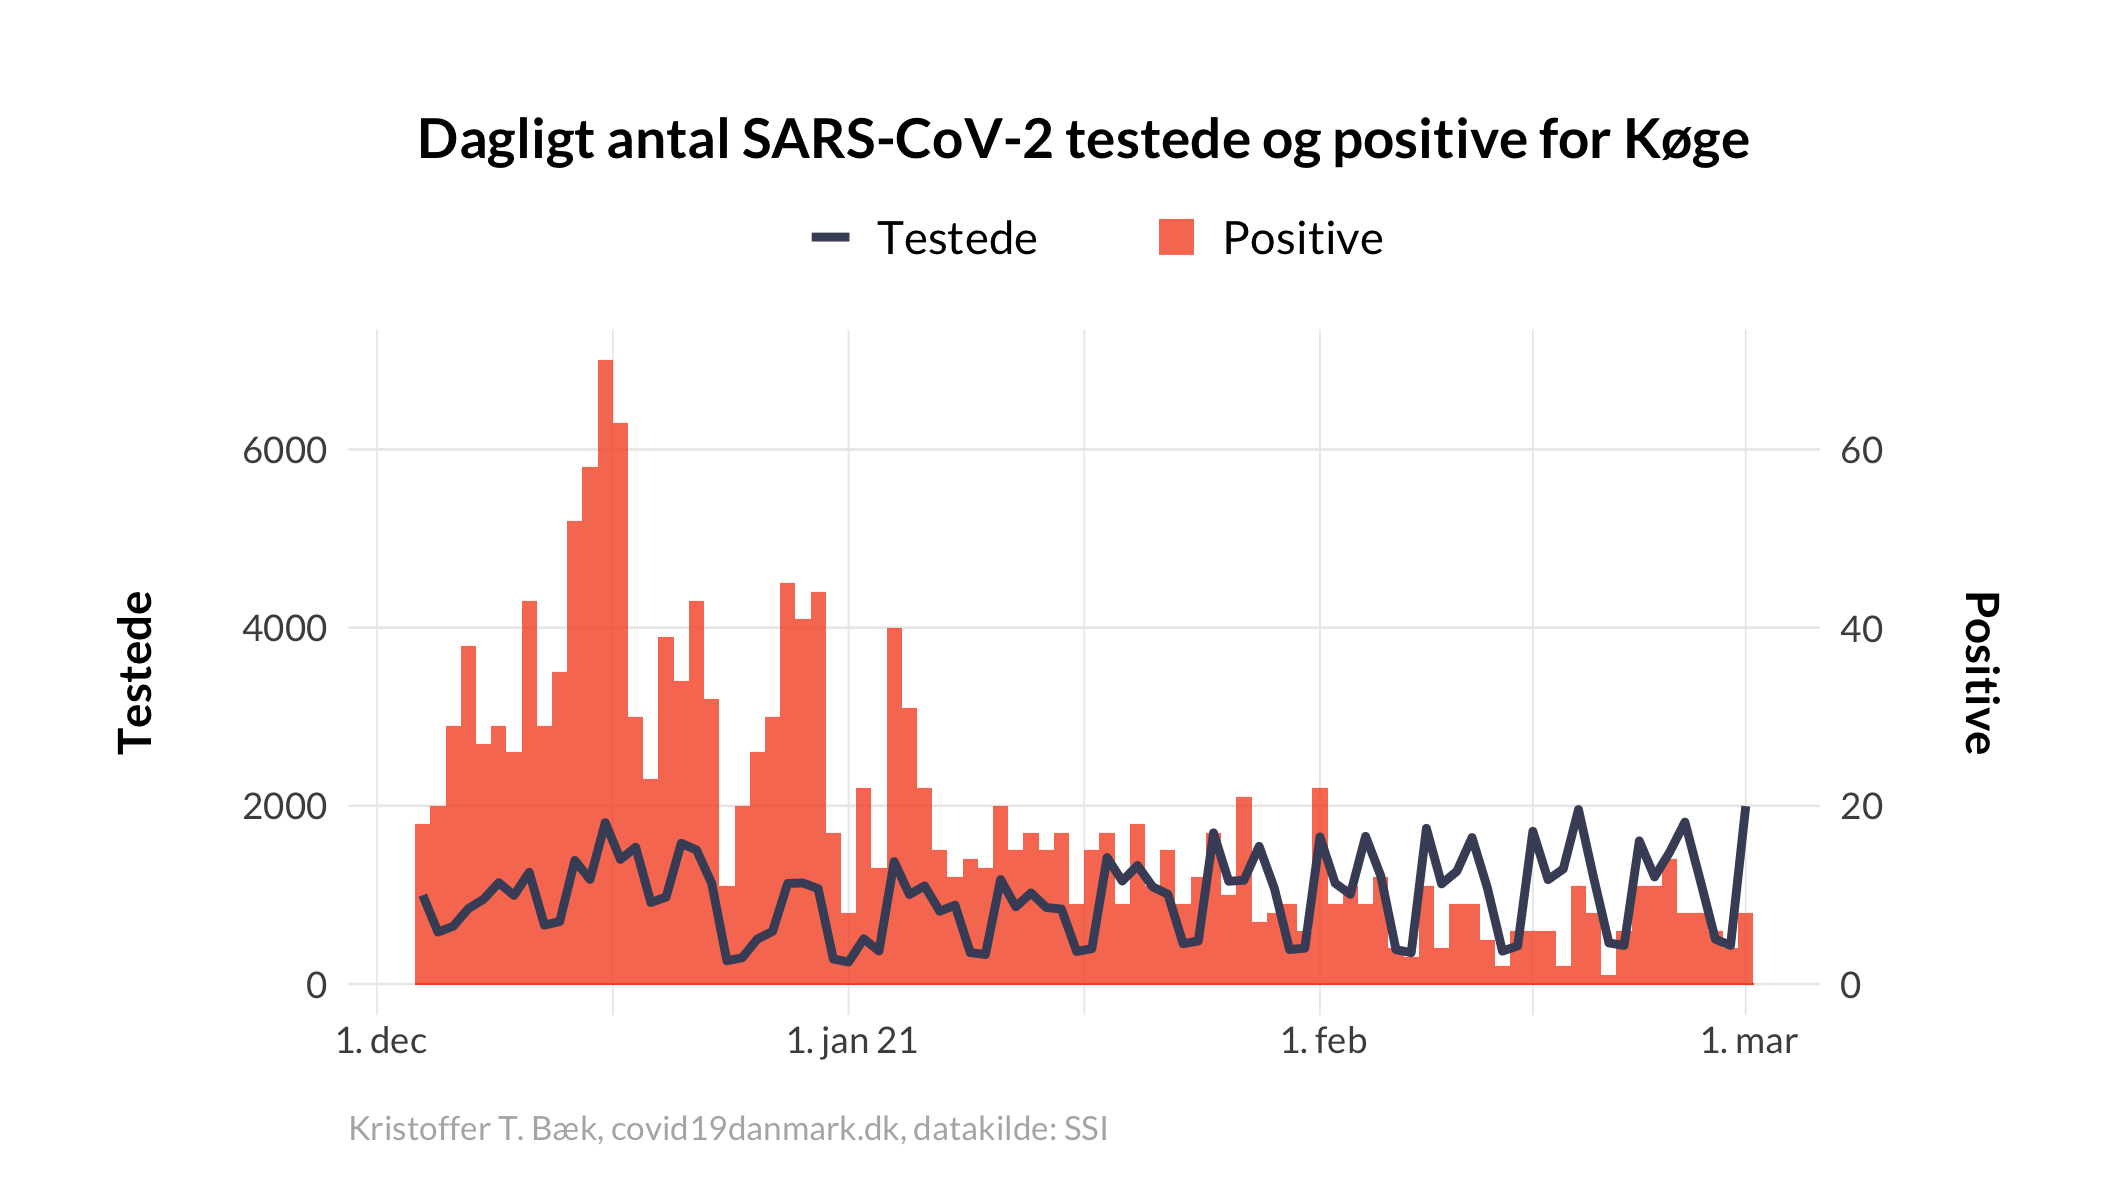 Dagligt antal SARS-CoV-2 testede og positive for Køge
Testede
Positive
Testede
6000
4000
2000
0
60
40
20
0
Positive
1. dec
1. jan 21
1. feb
1. mar
Kristoffer T. Bæk, covid19danmark.dk, datakilde: SSI